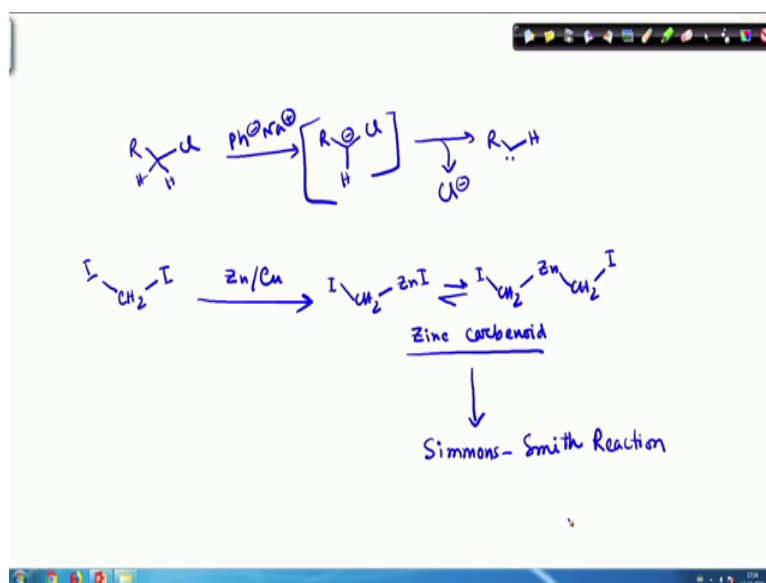 R Cl H H Ph⊖Na⊕ [ R ⊖ Cl H ] Cl⊖ R .. H
I CH2 I Zn/Cu I CH2 ZnI ⇌ I CH2 Zn CH2 I
Zinc carbenoid
Simmons-Smith Reaction